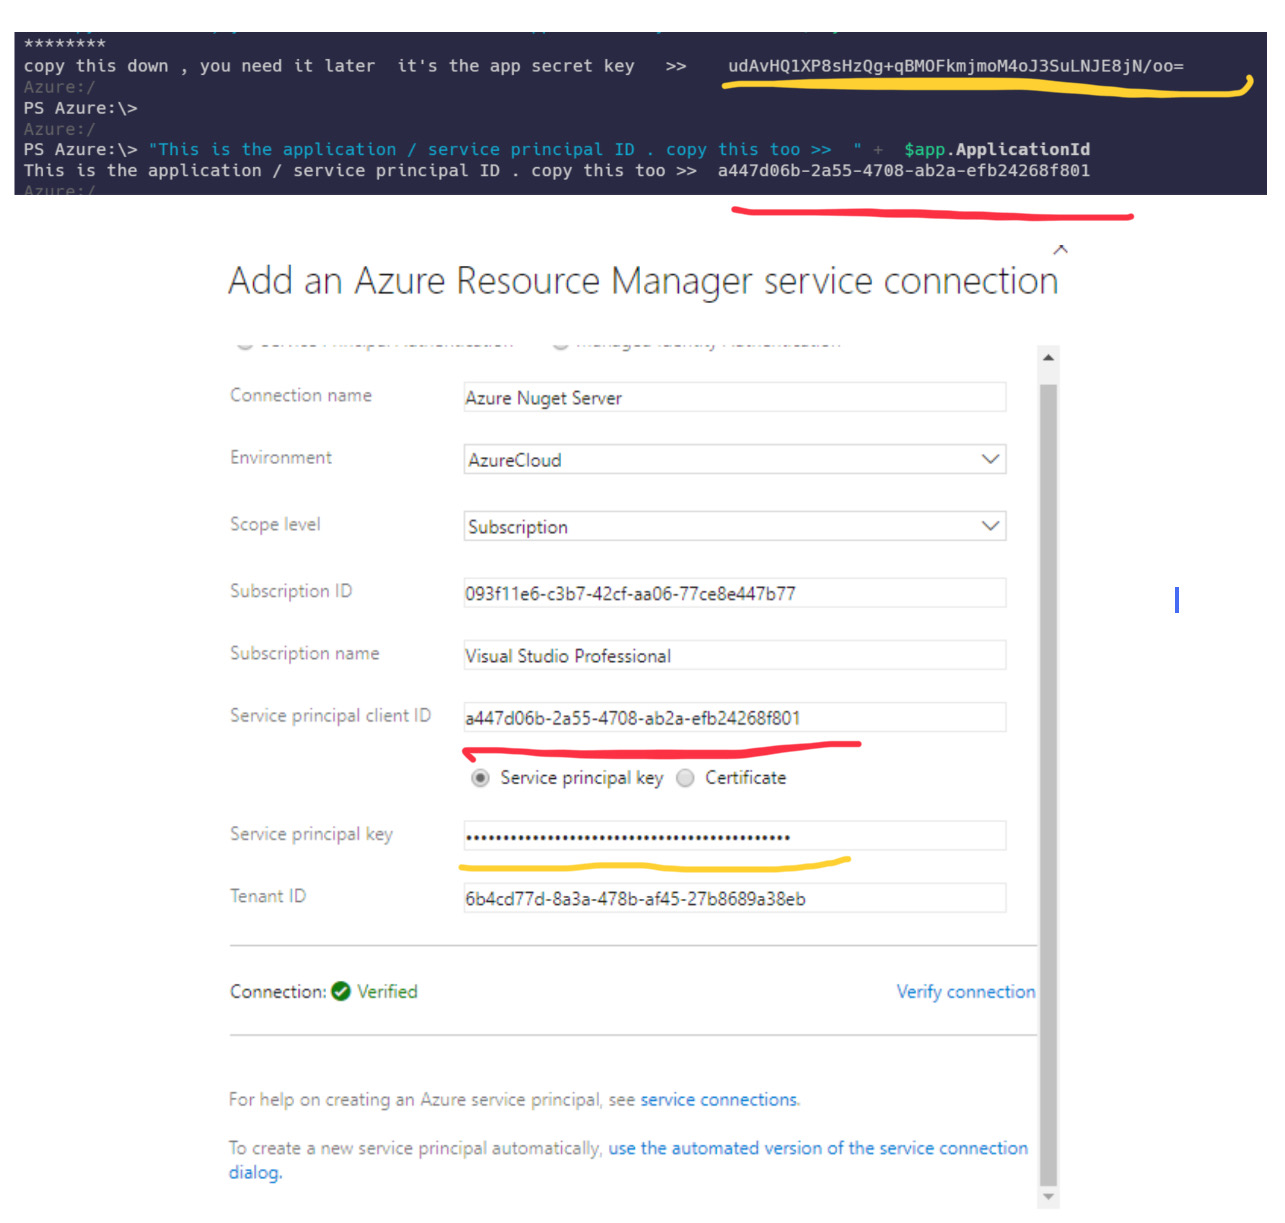 ********
copy this down , you need it later  it's the app secret key   >>    udAvHQ1XP8sHzQg+qBMOFkmjmoM4oJ3SuLNJE8jN/oo=
Azure:/
PS Azure:\>
Azure:/
PS Azure:\> "This is the application / service principal ID . copy this too >>  " +  $app.ApplicationId
This is the application / service principal ID . copy this too >>  a447d06b-2a55-4708-ab2a-efb24268f801
Azure:/
Add an Azure Resource Manager service connection
Service Principal Authentication Managed Identity Authentication
Connection name Azure Nuget Server
Environment AzureCloud
Scope level Subscription
Subscription ID 093f11e6-c3b7-42cf-aa06-77ce8e447b77
Subscription name Visual Studio Professional
Service principal client ID a447d06b-2a55-4708-ab2a-efb24268f801
Service principal key Certificate
Service principal key ••••••••••••••••••••••••••••••••••••••••••••
Tenant ID 6b4cd77d-8a3a-478b-af45-27b8689a38eb
Connection: Verified Verify connection
For help on creating an Azure service principal, see service connections.
To create a new service principal automatically, use the automated version of the service connection
dialog.